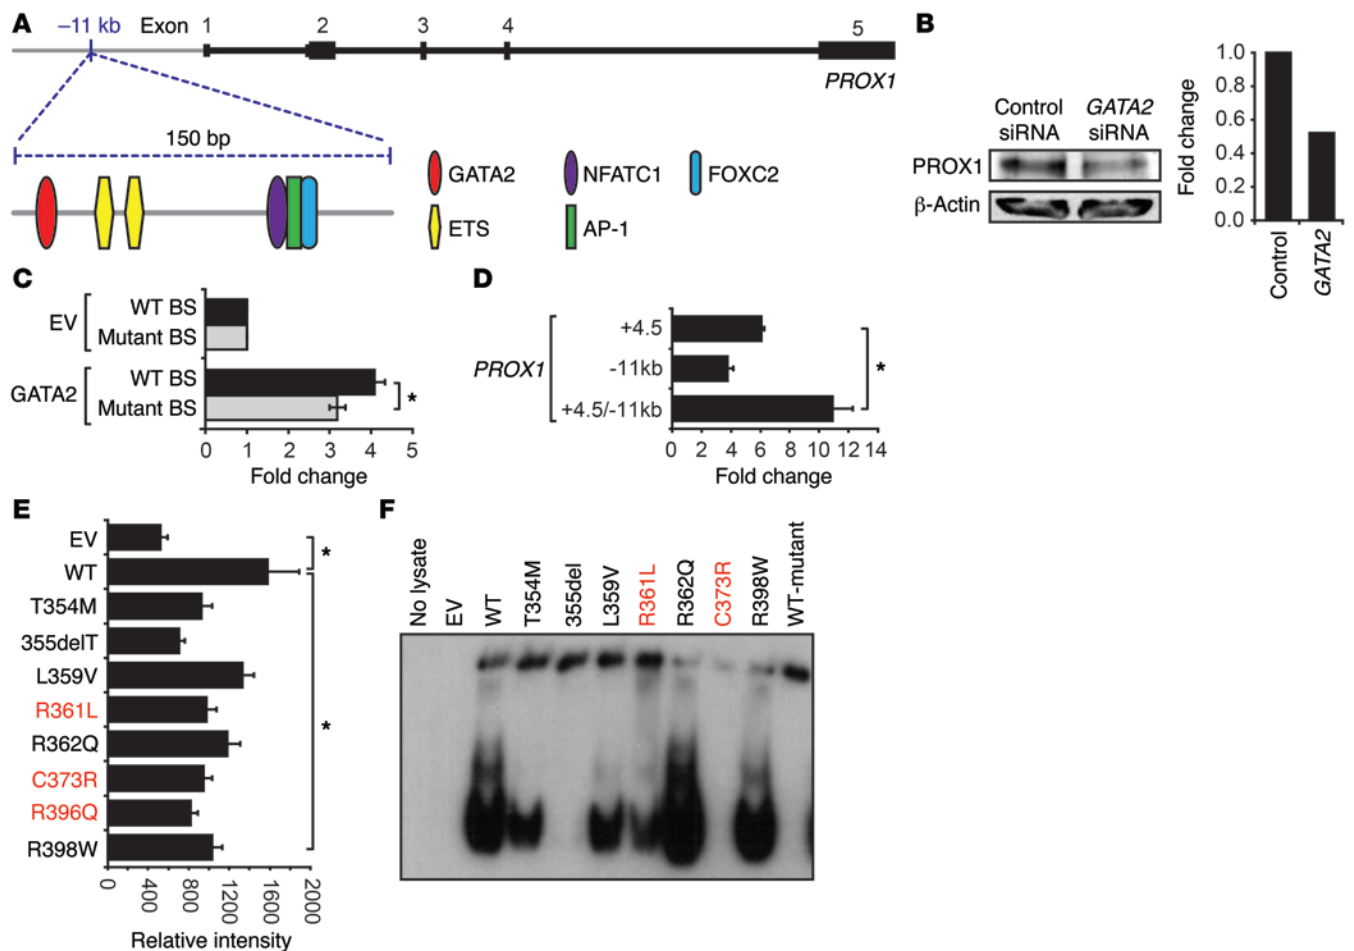 A
–11 kb Exon 1 2 3 4 5
PROX1
150 bp
GATA2
NFATC1
FOXC2
ETS
AP-1
B
Control siRNA
GATA2 siRNA
PROX1
β-Actin
Fold change
1.0
0.8
0.6
0.4
0.2
0.0
Control
GATA2
C
EV
WT BS
Mutant BS
GATA2
WT BS
Mutant BS
*
0 1 2 3 4 5
Fold change
D
PROX1
+4.5
-11kb
+4.5/-11kb
*
0 2 4 6 8 10 12 14
Fold change
E
EV
WT
T354M
355delT
L359V
R361L
R362Q
C373R
R396Q
R398W
*
*
0 400 800 1200 1600 2000
Relative intensity
F
No lysate
EV
WT
T354M
355del
L359V
R361L
R362Q
C373R
R398W
WT-mutant